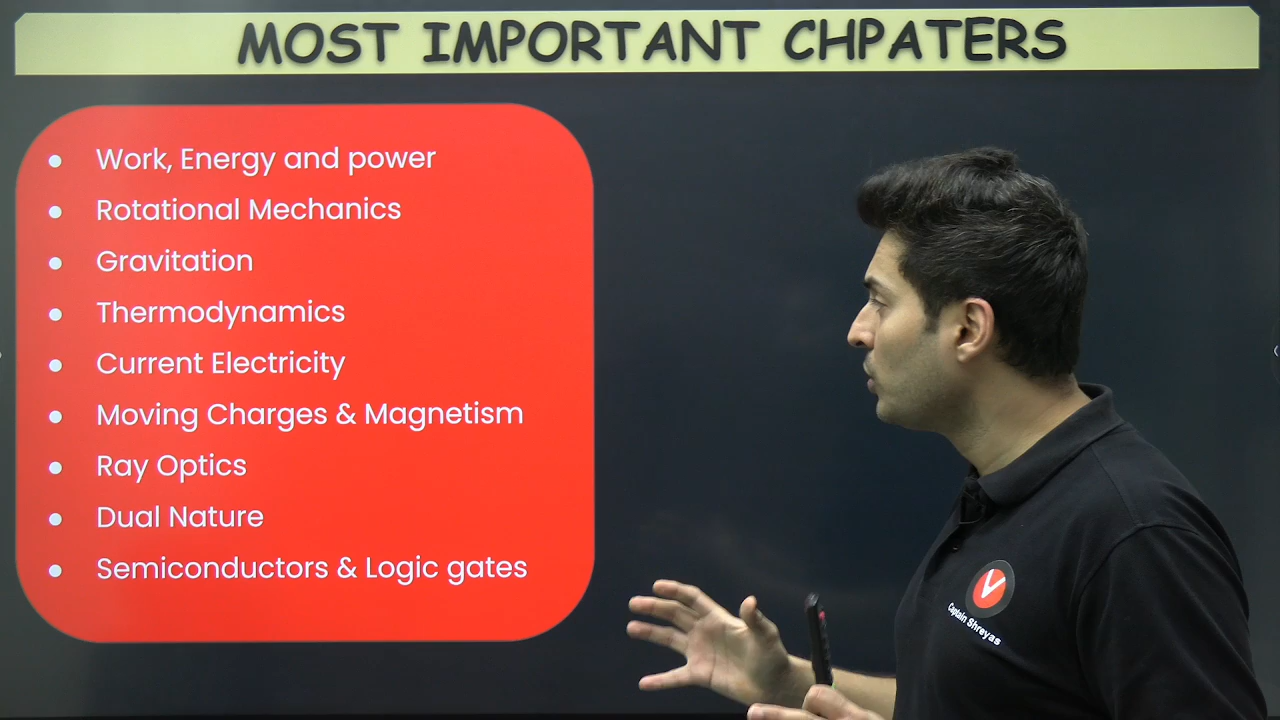 MOST IMPORTANT CHPATERS
● Work, Energy and power
● Rotational Mechanics
● Gravitation
● Thermodynamics
● Current Electricity
● Moving Charges & Magnetism
● Ray Optics
● Dual Nature
● Semiconductors & Logic gates
V
Captain Shreyas